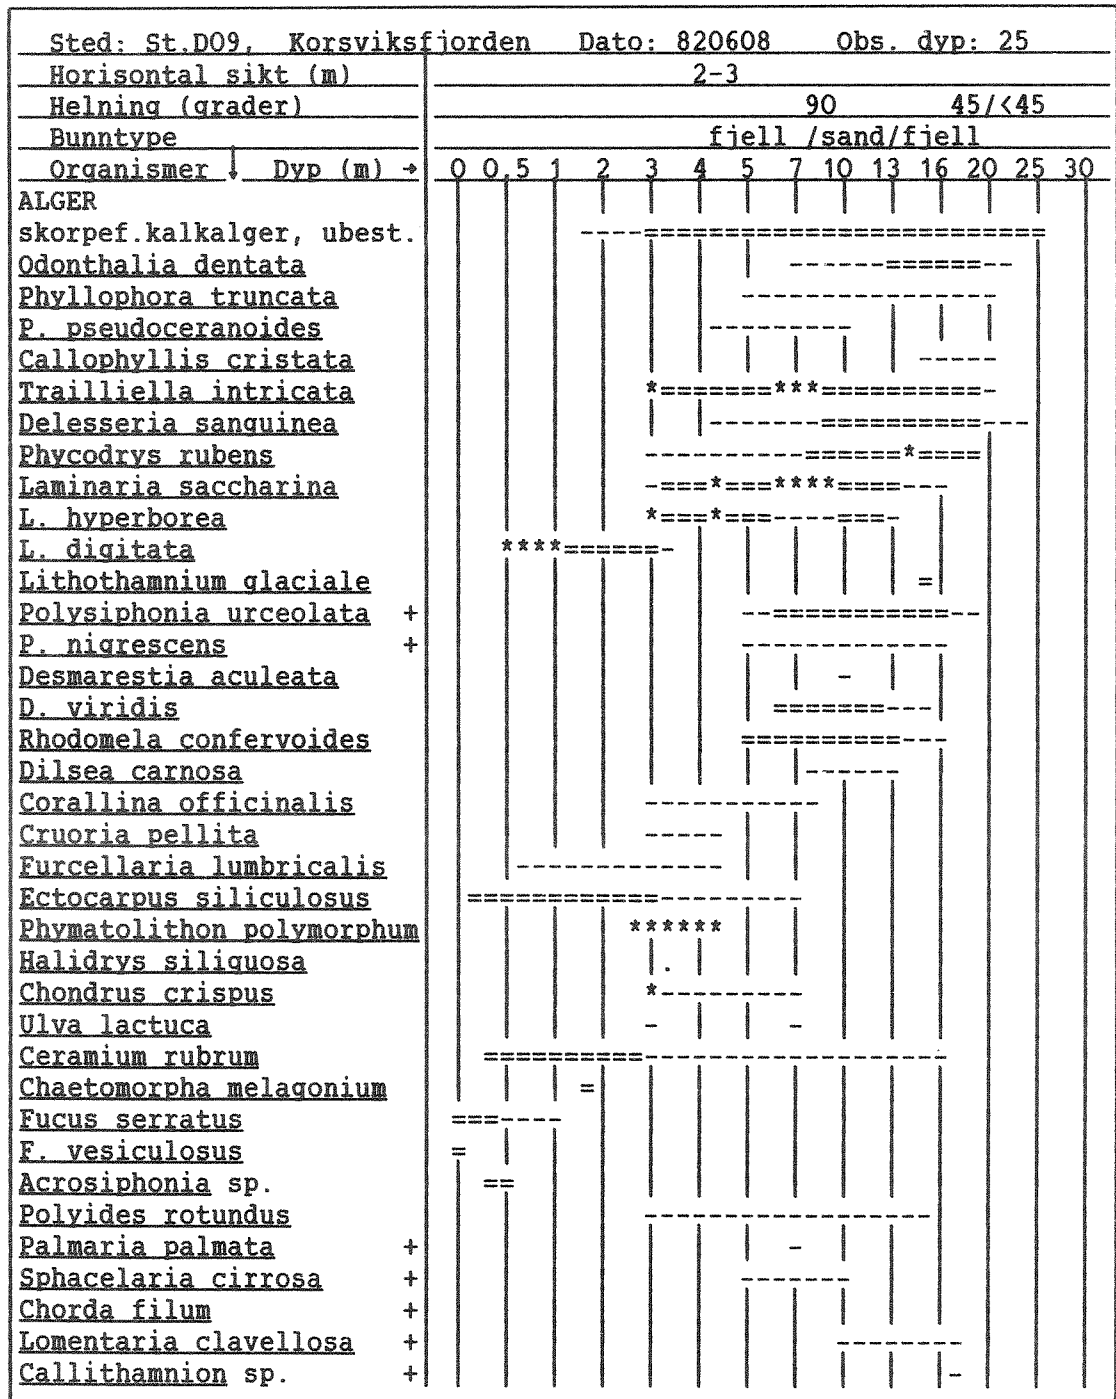 Sted: St.D09, Korsviksfjorden Dato: 820608 Obs. dyp: 25
Horisontal sikt (m) 2-3
Helning (grader) 90 45/<45
Bunntype fjell /sand/fjell
Organismer ↓ Dyp (m) → 0 0,5 1 2 3 4 5 7 10 13 16 20 25 30
ALGER
skorpef.kalkalger, ubest. ----=========================
Odonthalia dentata ------======--
Phyllophora truncata ----------------
P. pseudoceranoides ---------
Callophyllis cristata -----
Trailliella intricata *=======***==========-
Delesseria sanguinea -------==========---
Phycodrys rubens ----------======*====
Laminaria saccharina -===*===****====---
L. hyperborea *===*===----===-
L. digitata ****======-
Lithothamnium glaciale =
Polysiphonia urceolata + --==========--
P. nigrescens + -------------
Desmarestia aculeata -
D. viridis =======---
Rhodomela confervoides ==========---
Dilsea carnosa ------
Corallina officinalis -----------
Cruoria pellita -----
Furcellaria lumbricalis -------------
Ectocarpus siliculosus ============---------
Phymatolithon polymorphum ******
Halidrys siliquosa .
Chondrus crispus *---------
Ulva lactuca - -
Ceramium rubrum ==========-------------------
Chaetomorpha melagonium =
Fucus serratus ===----
F. vesiculosus =
Acrosiphonia sp. ==
Polyides rotundus ------------------
Palmaria palmata + -
Sphacelaria cirrosa + -------
Chorda filum +
Lomentaria clavellosa + --------
Callithamnion sp. + -